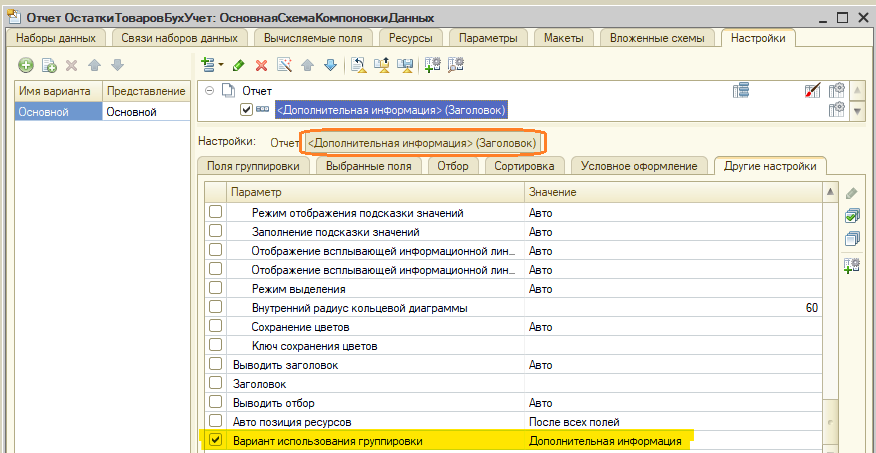 Отчет ОстаткиТоваровБухУчет: ОсновнаяСхемаКомпоновкиДанных
Наборы данных Связи наборов данных Вычисляемые поля Ресурсы Параметры Макеты Вложенные схемы Настройки
Имя варианта Представление
Основной Основной
Отчет
<Дополнительная информация> (Заголовок)
Настройки: Отчет <Дополнительная информация> (Заголовок)
Поля группировки Выбранные поля Отбор Сортировка Условное оформление Другие настройки
Параметр Значение
Режим отображения подсказки значений Авто
Заполнение подсказки значений Авто
Отображение всплывающей информационной лин... Авто
Отображение всплывающей информационной лин... Авто
Режим выделения Авто
Внутренний радиус кольцевой диаграммы 60
Сохранение цветов Авто
Ключ сохранения цветов
Выводить заголовок Авто
Заголовок
Выводить отбор Авто
Авто позиция ресурсов После всех полей
Вариант использования группировки Дополнительная информация